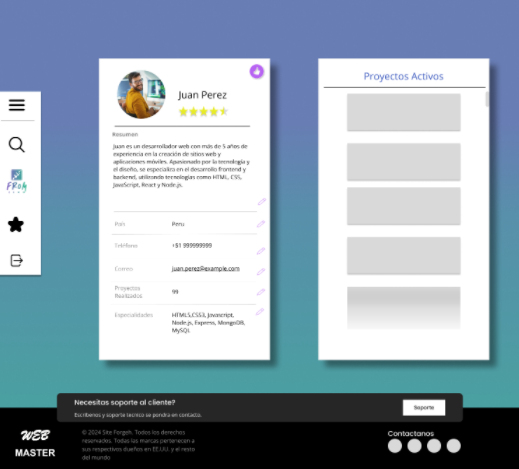 Juan Perez
Resumen
Juan es un desarrollador web con más de 5 años de
experiencia en la creación de sitios web y
aplicaciones móviles. Apasionado por la tecnología y
el diseño, se especializa en el desarrollo frontend y
backend, utilizando tecnologías como HTML, CSS,
JavaScript, React y Node.js.
País
Peru
Teléfono
+51 999999999
Correo
juan.perez@example.com
Proyectos
Realizados
99
Especialidades
HTML5,CSS3, Javascript,
Node.js, Express, MongoDB,
MySQL
Proyectos Activos
Necesitas soporte al cliente?
Escribenos y soporte técnico se pondrá en contacto.
Soporte
WEB
MASTER
© 2024 Site Forgeh. Todos los derechos
reservados. Todas las marcas pertenecen a
sus respectivos dueños en EE.UU. y el resto
del mundo
Contactanos